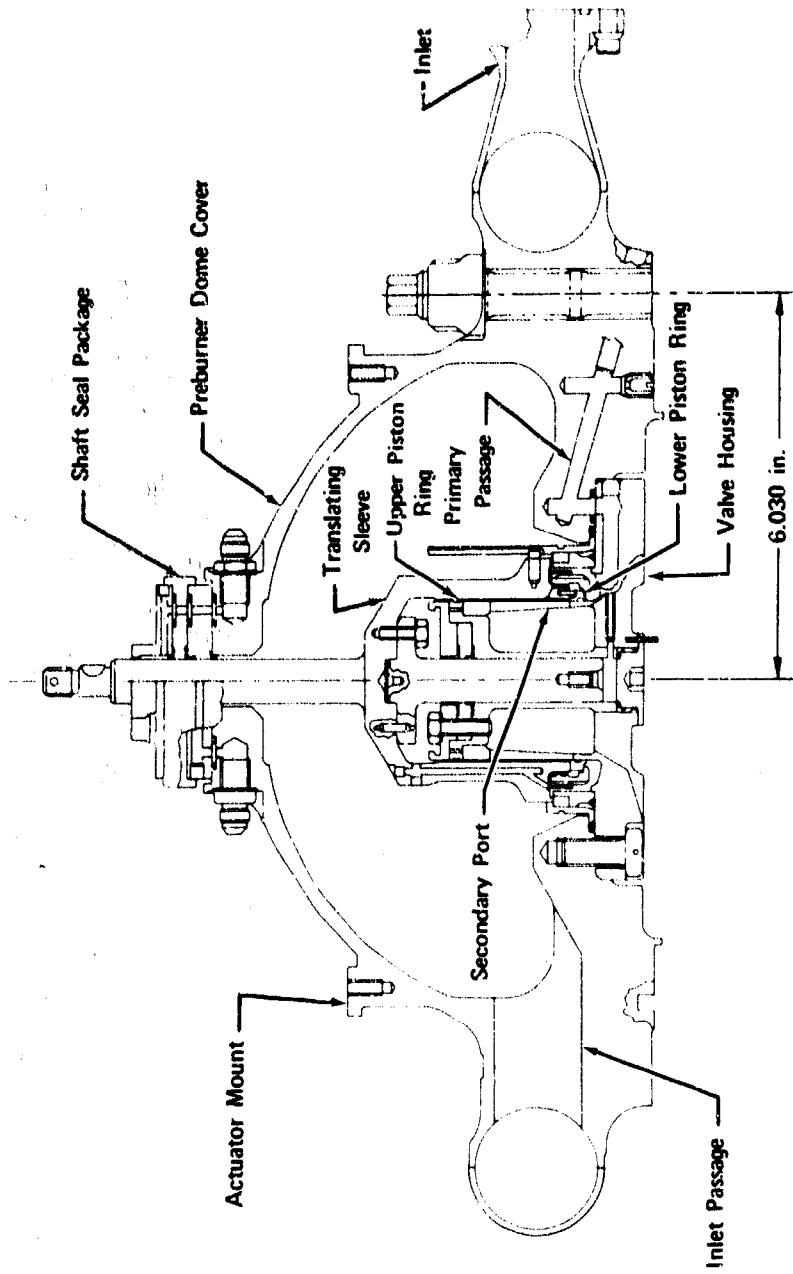 Shaft Seal Package
Preburner Dome Cover
Inlet
Actuator Mount
Translating
Sleeve
Upper Piston
Ring
Primary
Passage
Secondary Port
Lower Piston Ring
Valve Housing
6.030 in.
Inlet Passage